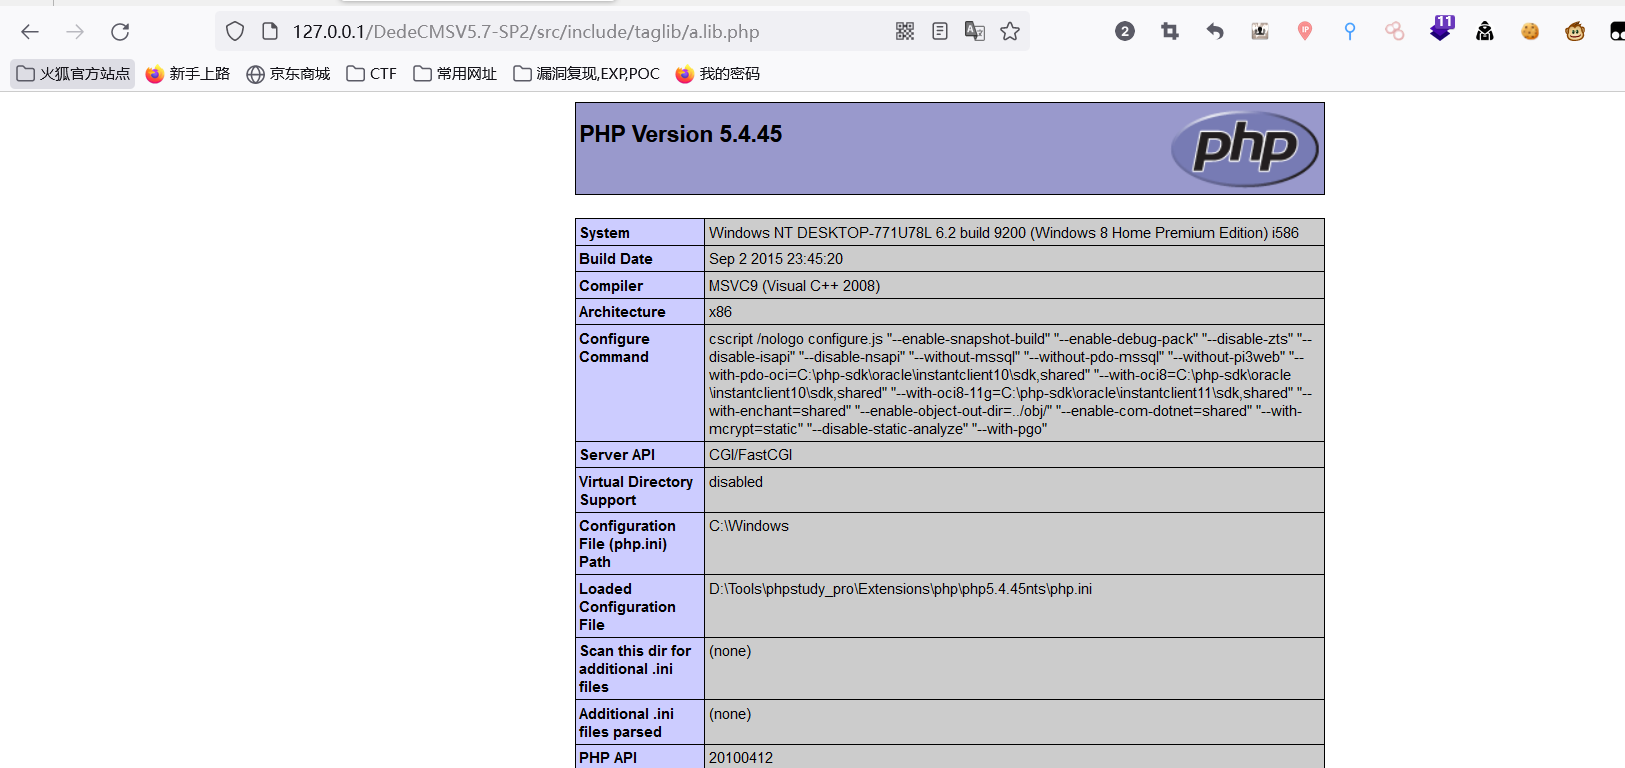 127.0.0.1/DedeCMSV5.7-SP2/src/include/taglib/a.lib.php
2
IP
11
火狐官方站点 新手上路 京东商城 CTF 常用网址 漏洞复现,EXP,POC 我的密码
PHP Version 5.4.45
php
System Windows NT DESKTOP-771U78L 6.2 build 9200 (Windows 8 Home Premium Edition) i586
Build Date Sep 2 2015 23:45:20
Compiler MSVC9 (Visual C++ 2008)
Architecture x86
Configure
Command
cscript /nologo configure.js "--enable-snapshot-build" "--enable-debug-pack" "--disable-zts" "--
disable-isapi" "--disable-nsapi" "--without-mssql" "--without-pdo-mssql" "--without-pi3web" "--
with-pdo-oci=C:\php-sdk\oracle\instantclient10\sdk,shared" "--with-oci8=C:\php-sdk\oracle
\instantclient10\sdk,shared" "--with-oci8-11g=C:\php-sdk\oracle\instantclient11\sdk,shared" "--
with-enchant=shared" "--enable-object-out-dir=../obj/" "--enable-com-dotnet=shared" "--with-
mcrypt=static" "--disable-static-analyze" "--with-pgo"
Server API CGI/FastCGI
Virtual Directory
Support
disabled
Configuration
File (php.ini)
Path
C:\Windows
Loaded
Configuration
File
D:\Tools\phpstudy_pro\Extensions\php\php5.4.45nts\php.ini
Scan this dir for
additional .ini
files
(none)
Additional .ini
files parsed
(none)
PHP API 20100412